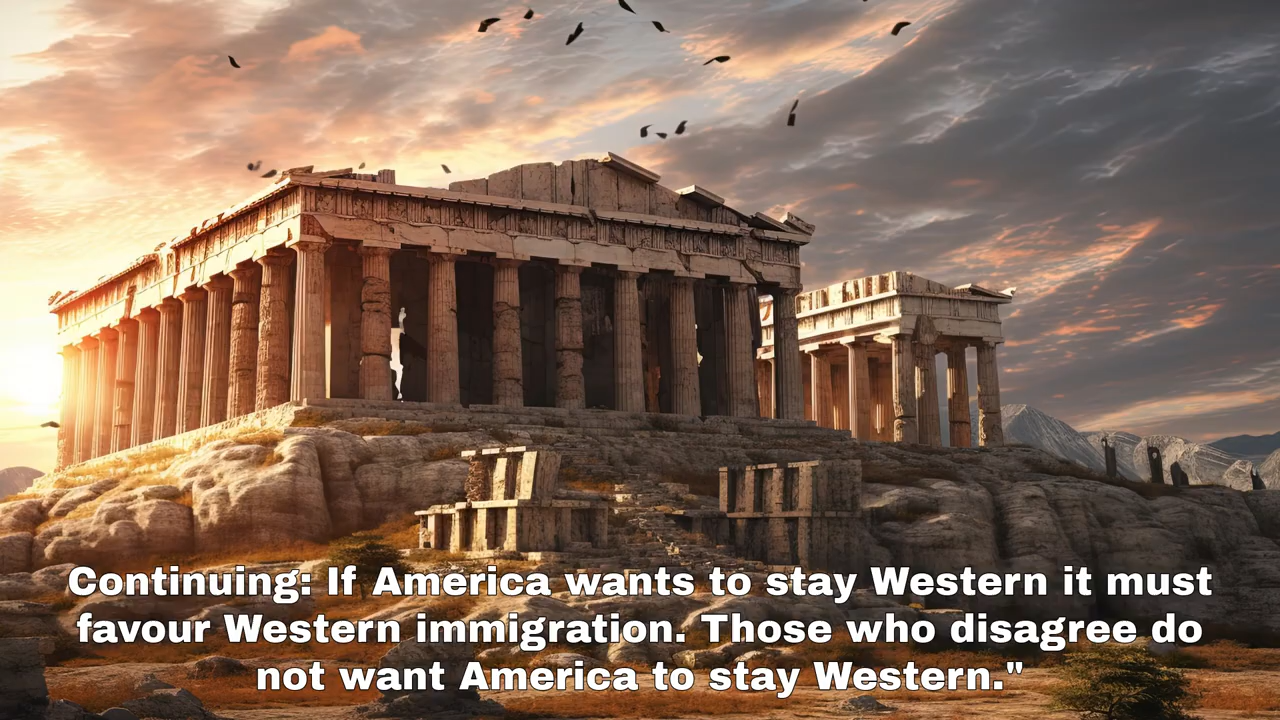 Continuing: If America wants to stay Western it must
favour Western immigration. Those who disagree do
not want America to stay Western."